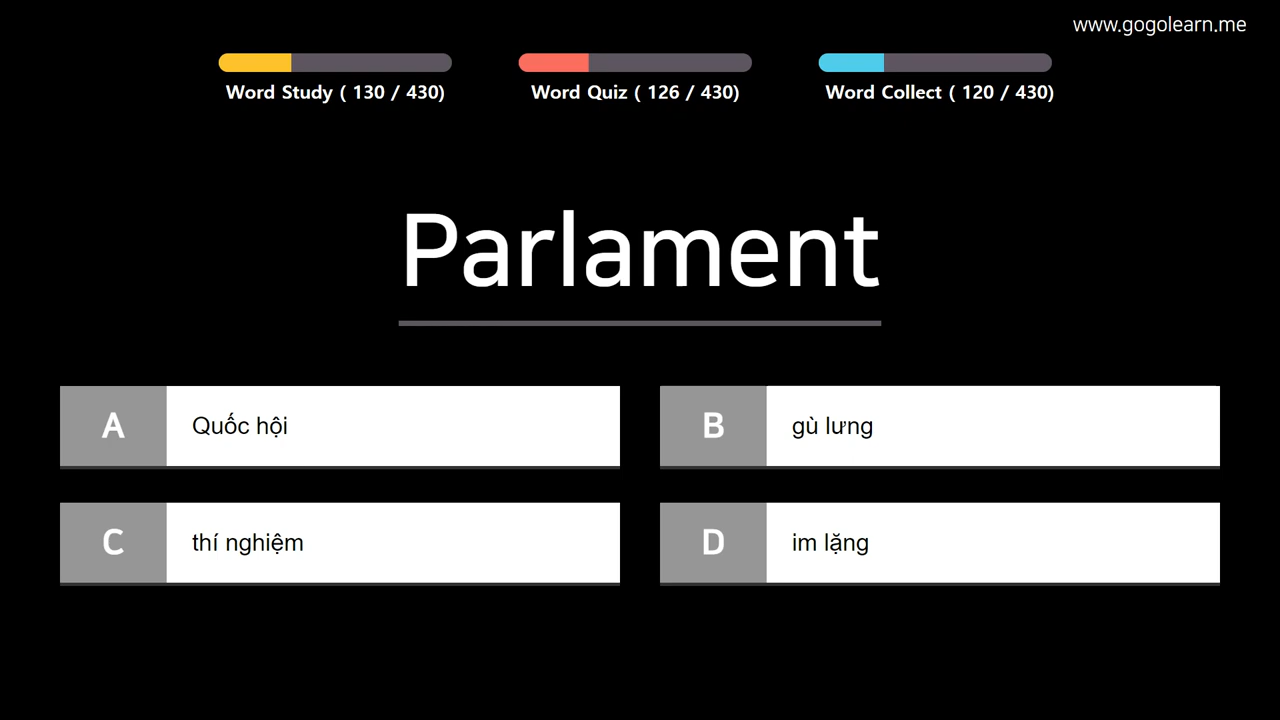 www.gogolearn.me
Word Study ( 130 / 430)
Word Quiz ( 126 / 430)
Word Collect ( 120 / 430)
Parlament
A
Quốc hội
B
gù lưng
C
thí nghiệm
D
im lặng